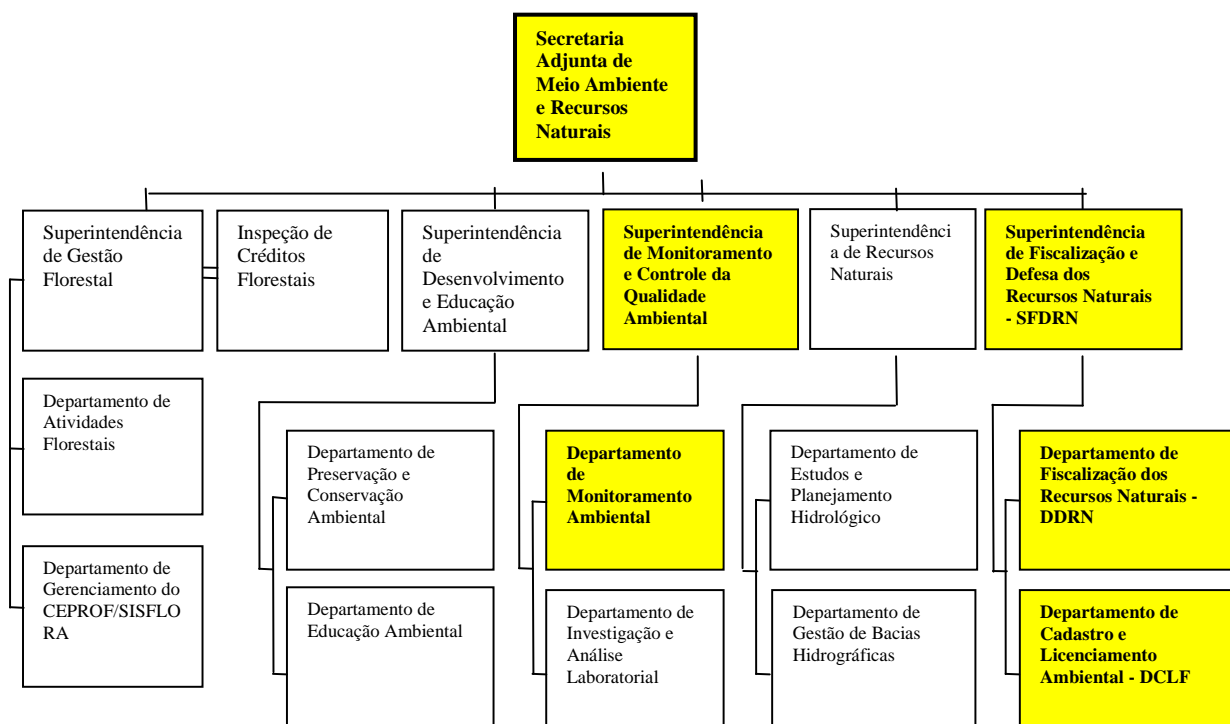 Secretaria
Adjunta de
Meio Ambiente
e Recursos
Naturais
Superintendência
de Gestão
Florestal
Inspeção de
Créditos
Florestais
Superintendência
de
Desenvolvimento
e Educação
Ambiental
Superintendência
de Monitoramento
e Controle da
Qualidade
Ambiental
Superintendênci
a de Recursos
Naturais
Superintendência
de Fiscalização e
Defesa dos
Recursos Naturais
- SFDRN
Departamento de
Atividades
Florestais
Departamento de
Preservação e
Conservação
Ambiental
Departamento
de
Monitoramento
Ambiental
Departamento de
Estudos e
Planejamento
Hidrológico
Departamento de
Fiscalização dos
Recursos Naturais -
DDRN
Departamento de
Gerenciamento do
CEPROF/SISFLO
RA
Departamento de
Educação Ambiental
Departamento de
Investigação e
Análise
Laboratorial
Departamento de
Gestão de Bacias
Hidrográficas
Departamento de
Cadastro e
Licenciamento
Ambiental - DCLF